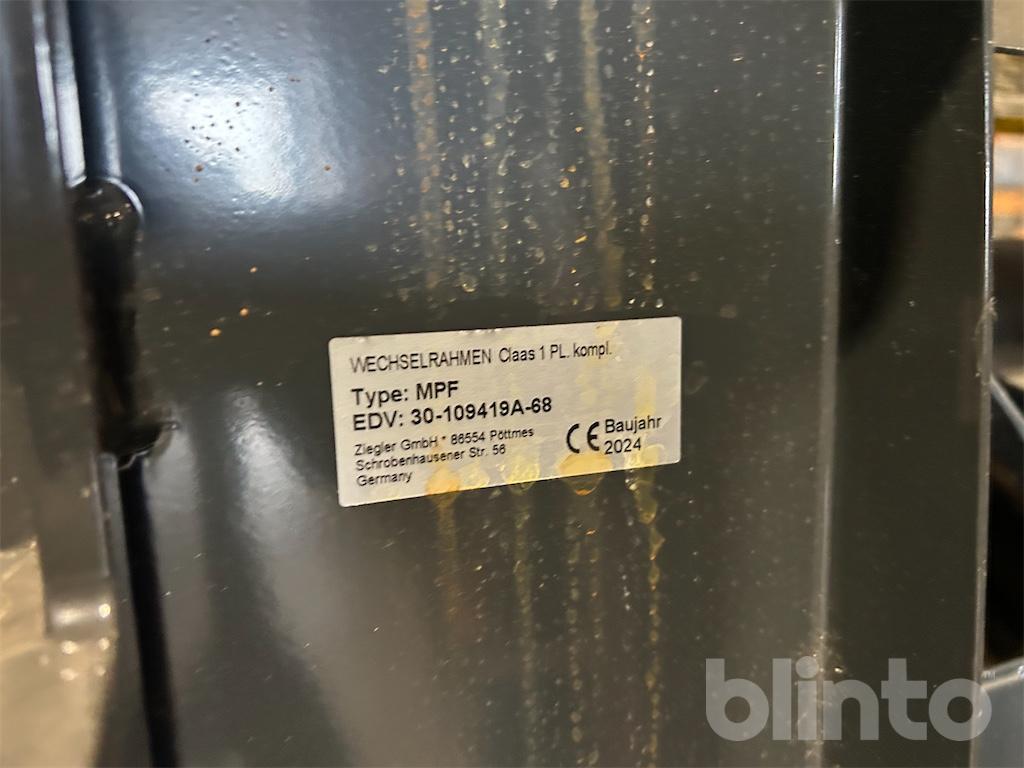 WECHSELRAHMEN Claas 1 PL. kompl.
Type: MPF
EDV: 30-109419A-68
Ziegler GmbH * 86554 Pöttmes
Schrobenhausener Str. 56
Germany
CE Baujahr
2024
blinto